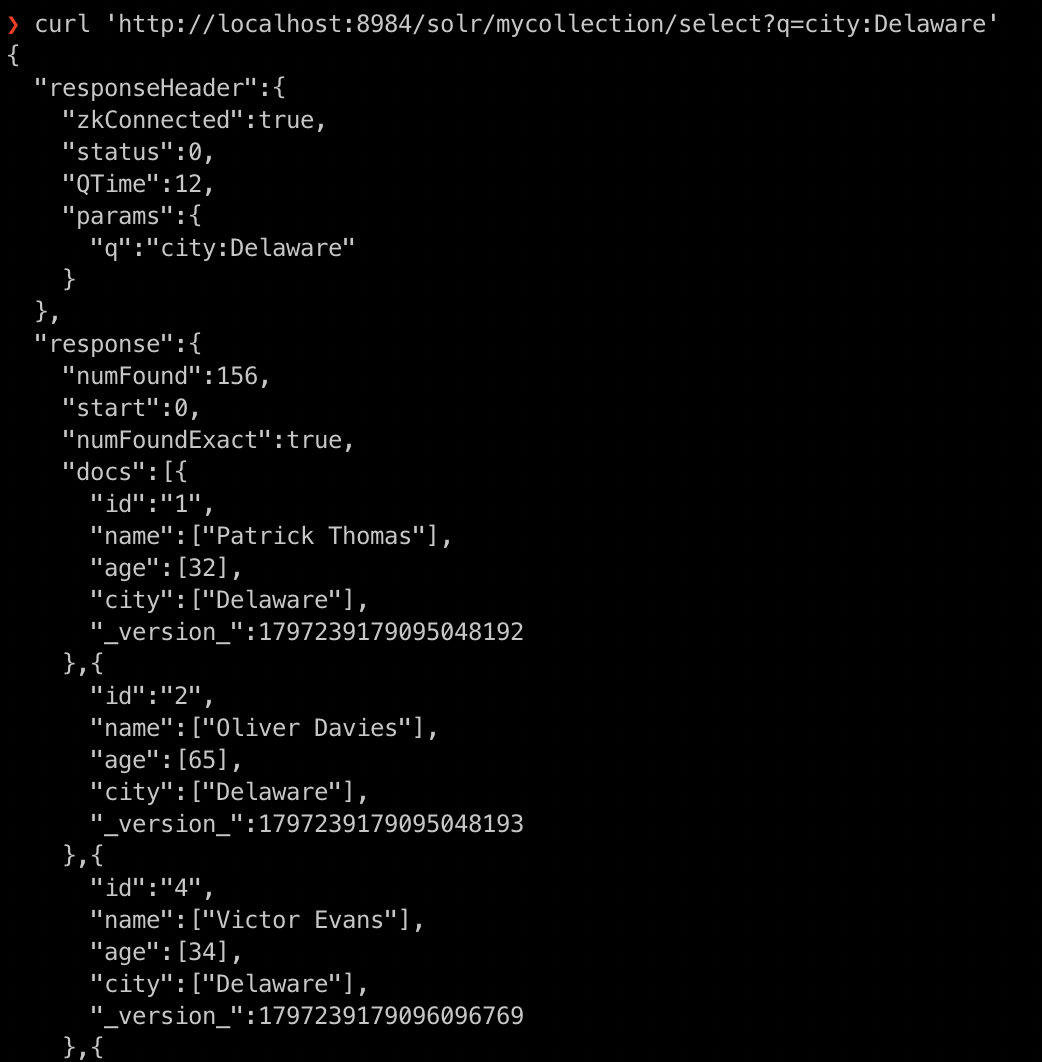 ❯ curl 'http://localhost:8984/solr/mycollection/select?q=city:Delaware'
{
  "responseHeader":{
    "zkConnected":true,
    "status":0,
    "QTime":12,
    "params":{
      "q":"city:Delaware"
    }
  },
  "response":{
    "numFound":156,
    "start":0,
    "numFoundExact":true,
    "docs":[{
      "id":"1",
      "name":["Patrick Thomas"],
      "age":[32],
      "city":["Delaware"],
      "_version_":1797239179095048192
    },{
      "id":"2",
      "name":["Oliver Davies"],
      "age":[65],
      "city":["Delaware"],
      "_version_":1797239179095048193
    },{
      "id":"4",
      "name":["Victor Evans"],
      "age":[34],
      "city":["Delaware"],
      "_version_":1797239179096096769
    },{